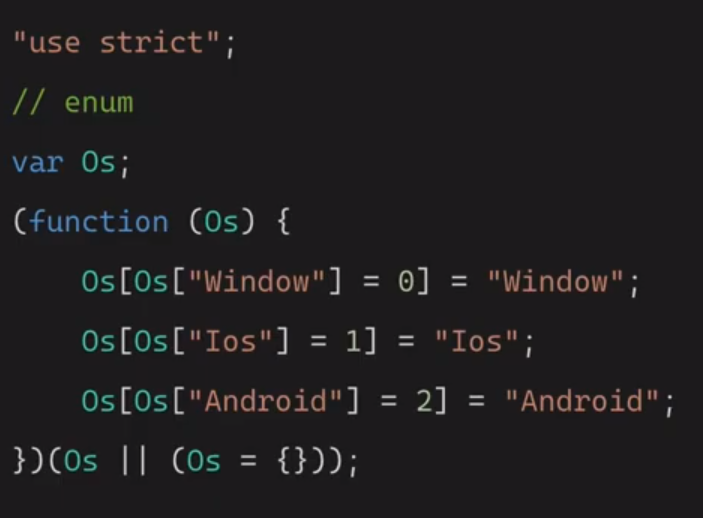 "use strict";
// enum
var Os;
(function (Os) {
    Os[Os["Window"] = 0] = "Window";
    Os[Os["Ios"] = 1] = "Ios";
    Os[Os["Android"] = 2] = "Android";
})(Os || (Os = {}));